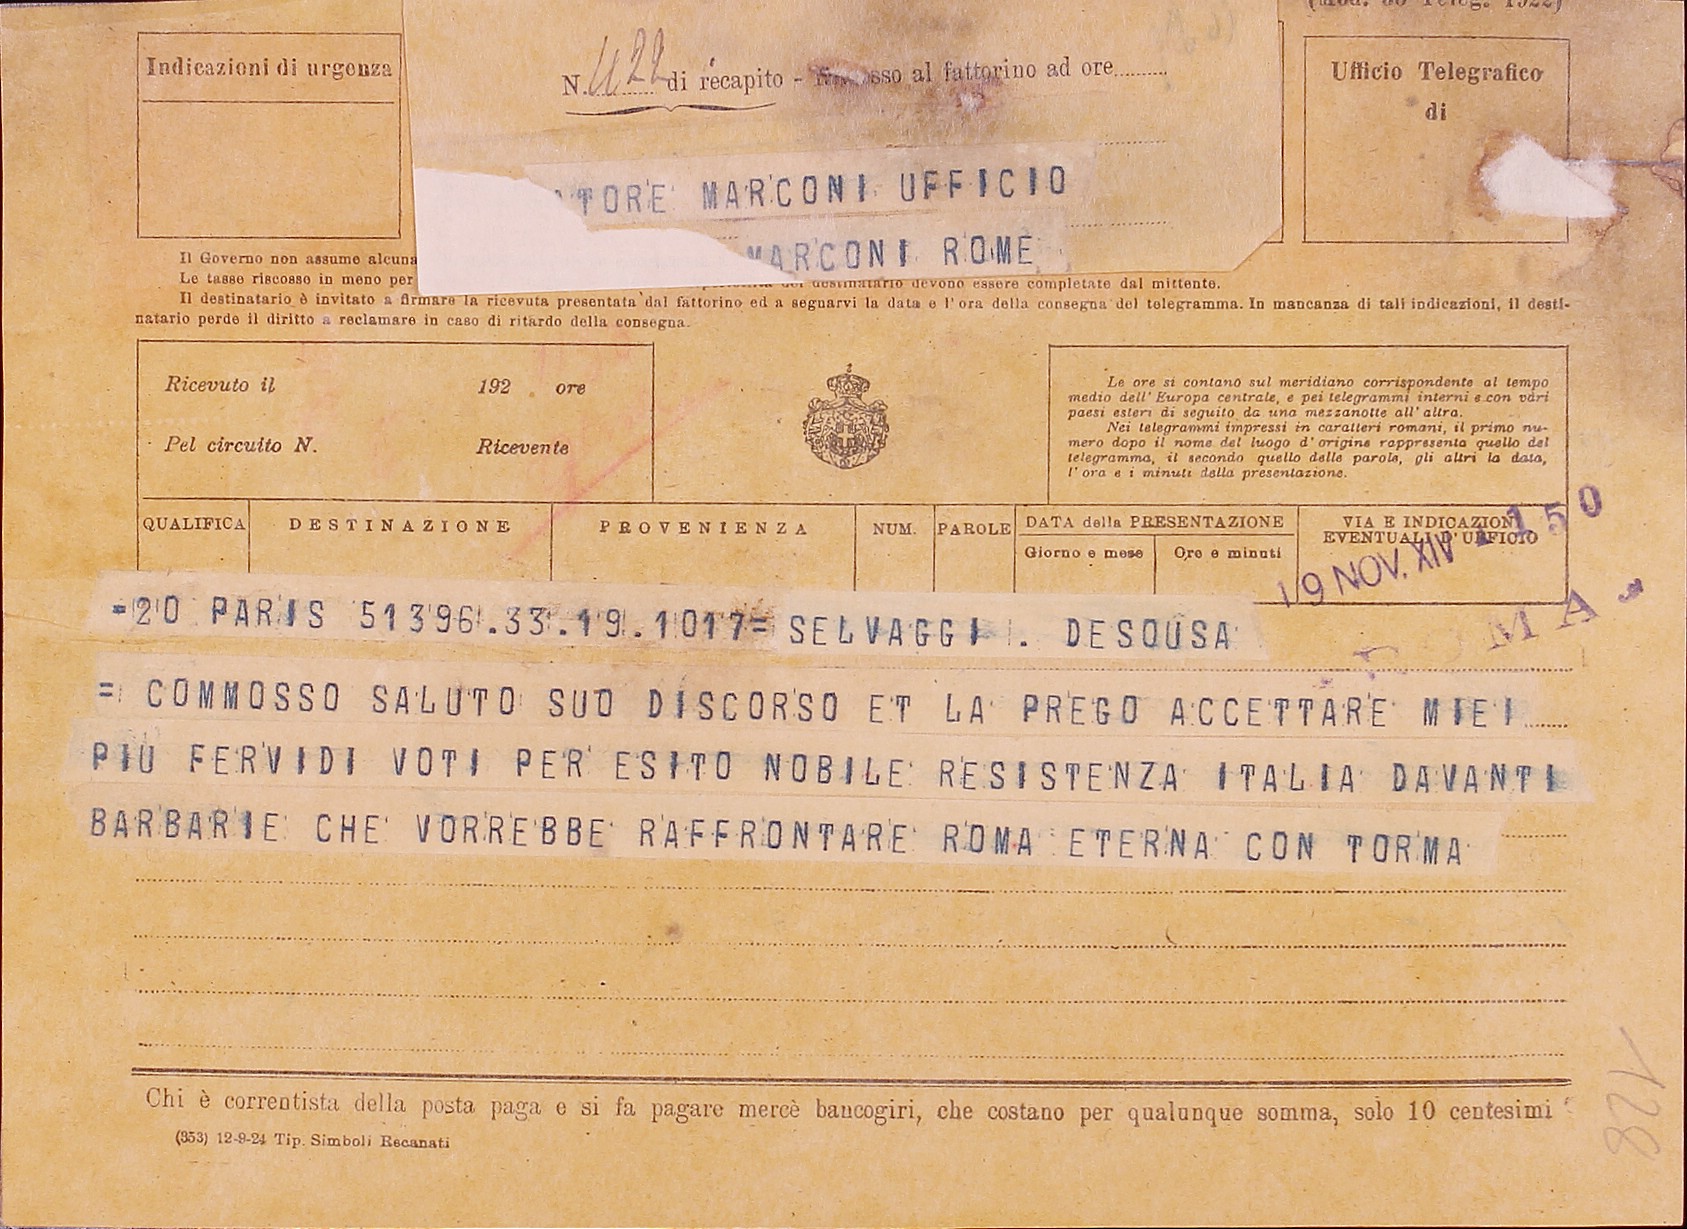 (Mod. 30 Teleg. 1922)
Indicazioni di urgenza
N. 422 di recapito - sso al fattorino ad ore
Ufficio Telegrafico
di
ATORE MARCONI UFFICIO
MARCONI ROME
Il Governo non assume alcuna
Le tasse riscosse in meno per del destinatario devono essere completate dal mittente.
Il destinatario è invitato a firmare la ricevuta presentata dal fattorino ed a segnarvi la data e l'ora della consegna del telegramma. In mancanza di tali indicazioni, il desti-
natario perde il diritto a reclamare in caso di ritardo della consegna.
Ricevuto il 192 ore
Pel circuito N. Ricevente
Le ore si contano sul meridiano corrispondente al tempo
medio dell'Europa centrale, e pei telegrammi interni e con vari
paesi esteri di seguito da una mezzanotte all'altra.
Nei telegrammi impressi in caratteri romani, il primo nu-
mero dopo il nome del luogo d'origine rappresenta quello del
telegramma, il secondo quello delle parole, gli altri la data,
l'ora e i minuti della presentazione.
QUALIFICA DESTINAZIONE PROVENIENZA NUM. PAROLE DATA della PRESENTAZIONE
Giorno e mese Ore e minuti
VIA E INDICAZIONI
EVENTUALI D'UFFICIO
19 NOV. XIV - 150
ROMA
=20 PARIS 51396.33.19.1017= SELVAGGI . DESOUSA
= COMMOSSO SALUTO SUO DISCORSO ET LA PREGO ACCETTARE MIEI
PIU FERVIDI VOTI PER ESITO NOBILE RESISTENZA ITALIA DAVANTI
BARBARIE CHE VORREBBE RAFFRONTARE ROMA ETERNA CON TORMA
Chi è correntista della posta paga e si fa pagare mercè bancogiri, che costano per qualunque somma, solo 10 centesimi
(353) 12-9-24 Tip. Simboli Recanati
128